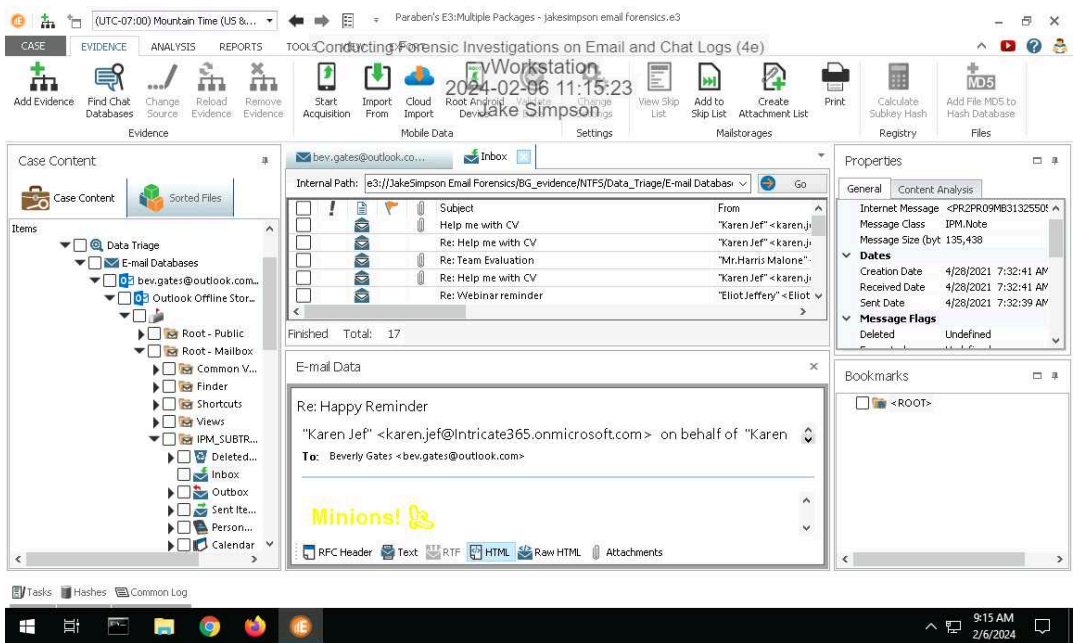 (UTC-07:00) Mountain Time (US &...
Paraben's E3:Multiple Packages - jakesimpson email forensics.e3
CASE EVIDENCE ANALYSIS REPORTS
Conducting Forensic Investigations on Email and Chat Logs (4e)
vWorkstation
2024-02-06 11:15:23
Jake Simpson
Add Evidence
Find Chat Databases
Change Source
Reload Evidence
Remove Evidence
Start Acquisition
Import From
Cloud Import
Root Android
View Skip List
Add to Skip List
Create Attachment List
Print
Calculate Subkey Hash
MD5
Add File MD5 to Hash Database
Evidence
Mobile Data
Settings
Mailstorages
Registry
Files
Case Content
Case Content
Sorted Files
Items
Data Triage
E-mail Databases
bev.gates@outlook.com...
Outlook Offline Stor...
Root - Public
Root - Mailbox
Common V...
Finder
Shortcuts
Views
IPM_SUBTR...
Deleted...
Inbox
Outbox
Sent Ite...
Person...
Calendar
bev.gates@outlook.co...
Inbox
Internal Path: e3://JakeSimpson Email Forensics/BG_evidence/NTFS/Data_Triage/E-mail Databas Go
! Subject From
Help me with CV "Karen Jef" <karen.j
Re: Help me with CV "Karen Jef" <karen.j
Re: Team Evaluation "Mr.Harris Malone"
Re: Help me with CV "Karen Jef" <karen.j
Re: Webinar reminder "Eliot Jeffery" <Eliot
Finished Total: 17
E-mail Data
Re: Happy Reminder
"Karen Jef" <karen.jef@Intricate365.onmicrosoft.com> on behalf of "Karen
To: Beverly Gates <bev.gates@outlook.com>
Minions!
RFC Header Text RTF HTML Raw HTML Attachments
Properties
General Content Analysis
Internet Message
Message Class IPM.Note
Message Size (byt 135,438
Dates
Creation Date 4/28/2021 7:32:41 AM
Received Date 4/28/2021 7:32:41 AM
Sent Date 4/28/2021 7:32:39 AM
Message Flags
Deleted Undefined
Bookmarks
<ROOT>
Tasks Hashes Common Log
9:15 AM
2/6/2024